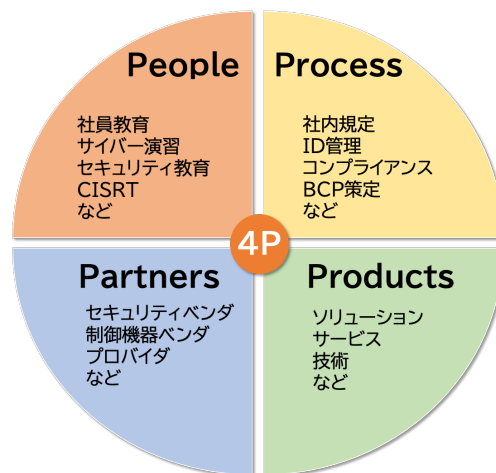 People
社員教育
サイバー演習
セキュリティ教育
CISRT
など
Process
社内規定
ID管理
コンプライアンス
BCP策定
など
4P
Partners
セキュリティベンダ
制御機器ベンダ
プロバイダ
など
Products
ソリューション
サービス
技術
など